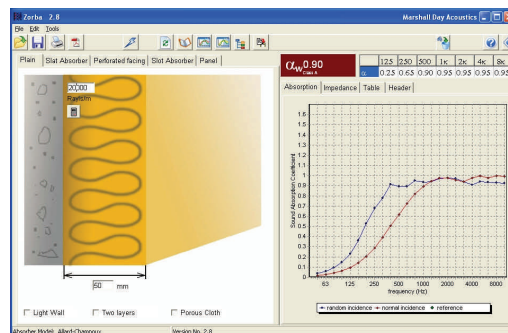 Zorba 2.8
Marshall Day Acoustics
File Edit Tools
Plain Slat Absorber Perforated facing Slot Absorber Panel
αw 0.90
Class A
125 250 500 1K 2K 4K 8K
α 0.25 0.65 0.90 0.95 0.95 0.95 0.95
Absorption Impedance Table Header
Rayls/m
1.6
1.5
1.4
1.3
1.2
1.1
1
0.9
0.8
0.7
0.6
0.5
0.4
0.3
0.2
0.1
0
Sound Absorption Coefficient
63 125 250 500 1000 2000 4000 8000
frequency (Hz)
random incidence normal incidence reference
mm
Light Wall Two layers Porous Cloth
Absorber Model: Allard-Champoux
Version No. 2.8